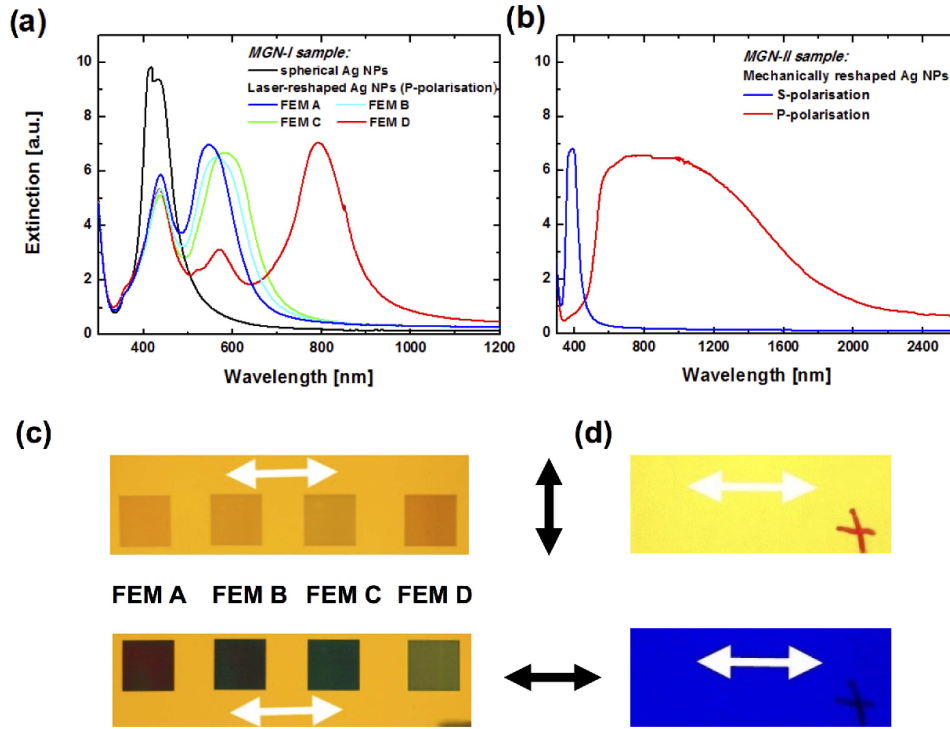 (a)
MGN-I sample:
spherical Ag NPs
Laser-reshaped Ag NPs (P-polarisation)
FEM A FEM B
FEM C FEM D
10
8
6
4
2
0
Extinction [a.u.]
400 600 800 1000 1200
Wavelength [nm]
(b)
MGN-II sample:
Mechanically reshaped Ag NPs
S-polarisation
P-polarisation
10
8
6
4
2
0
400 800 1200 1600 2000 2400
Wavelength [nm]
(c)
(d)
FEM A FEM B FEM C FEM D